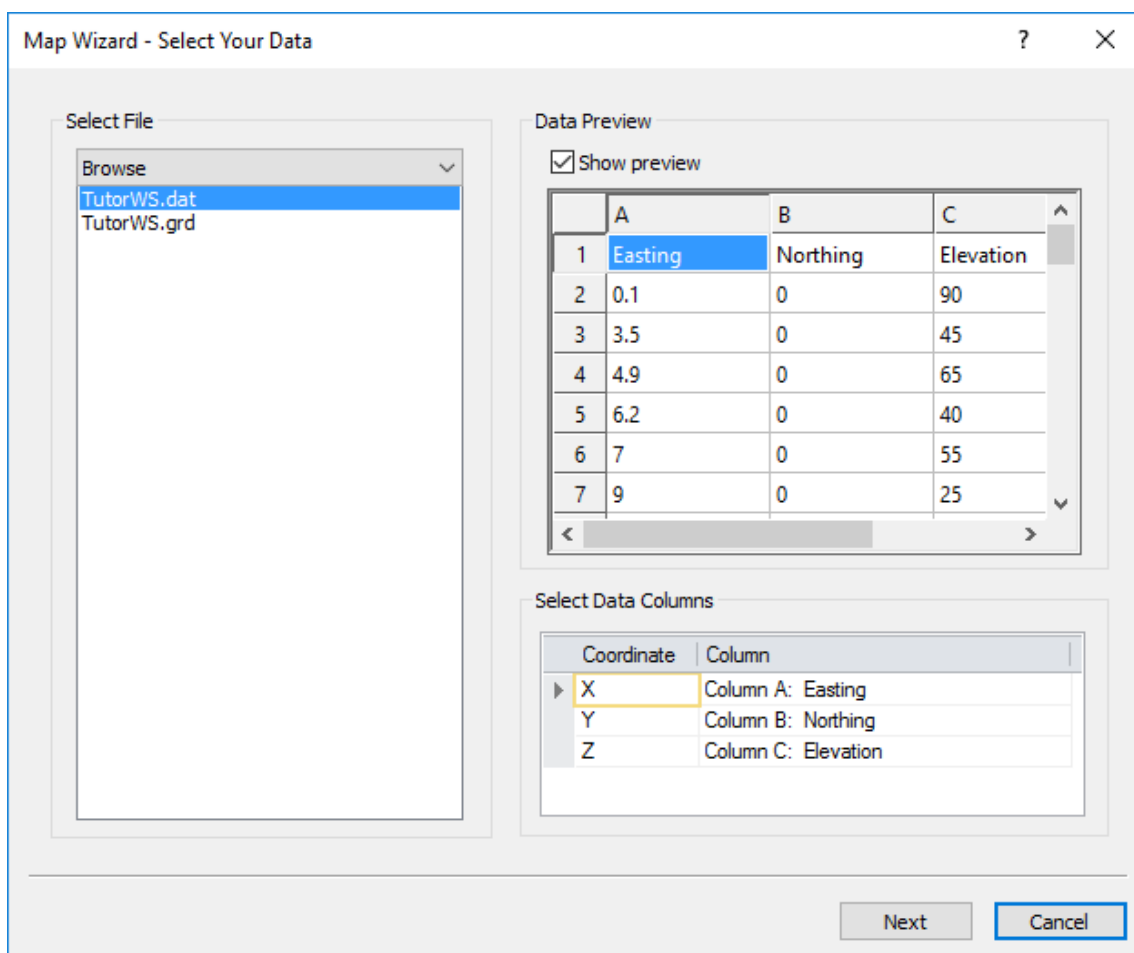 Map Wizard - Select Your Data ?
Select File
Browse
TutorWS.dat
TutorWS.grd
Data Preview
Show preview
A B C
1 Easting Northing Elevation
2 0.1 0 90
3 3.5 0 45
4 4.9 0 65
5 6.2 0 40
6 7 0 55
7 9 0 25
Select Data Columns
Coordinate Column
X Column A: Easting
Y Column B: Northing
Z Column C: Elevation
Next Cancel